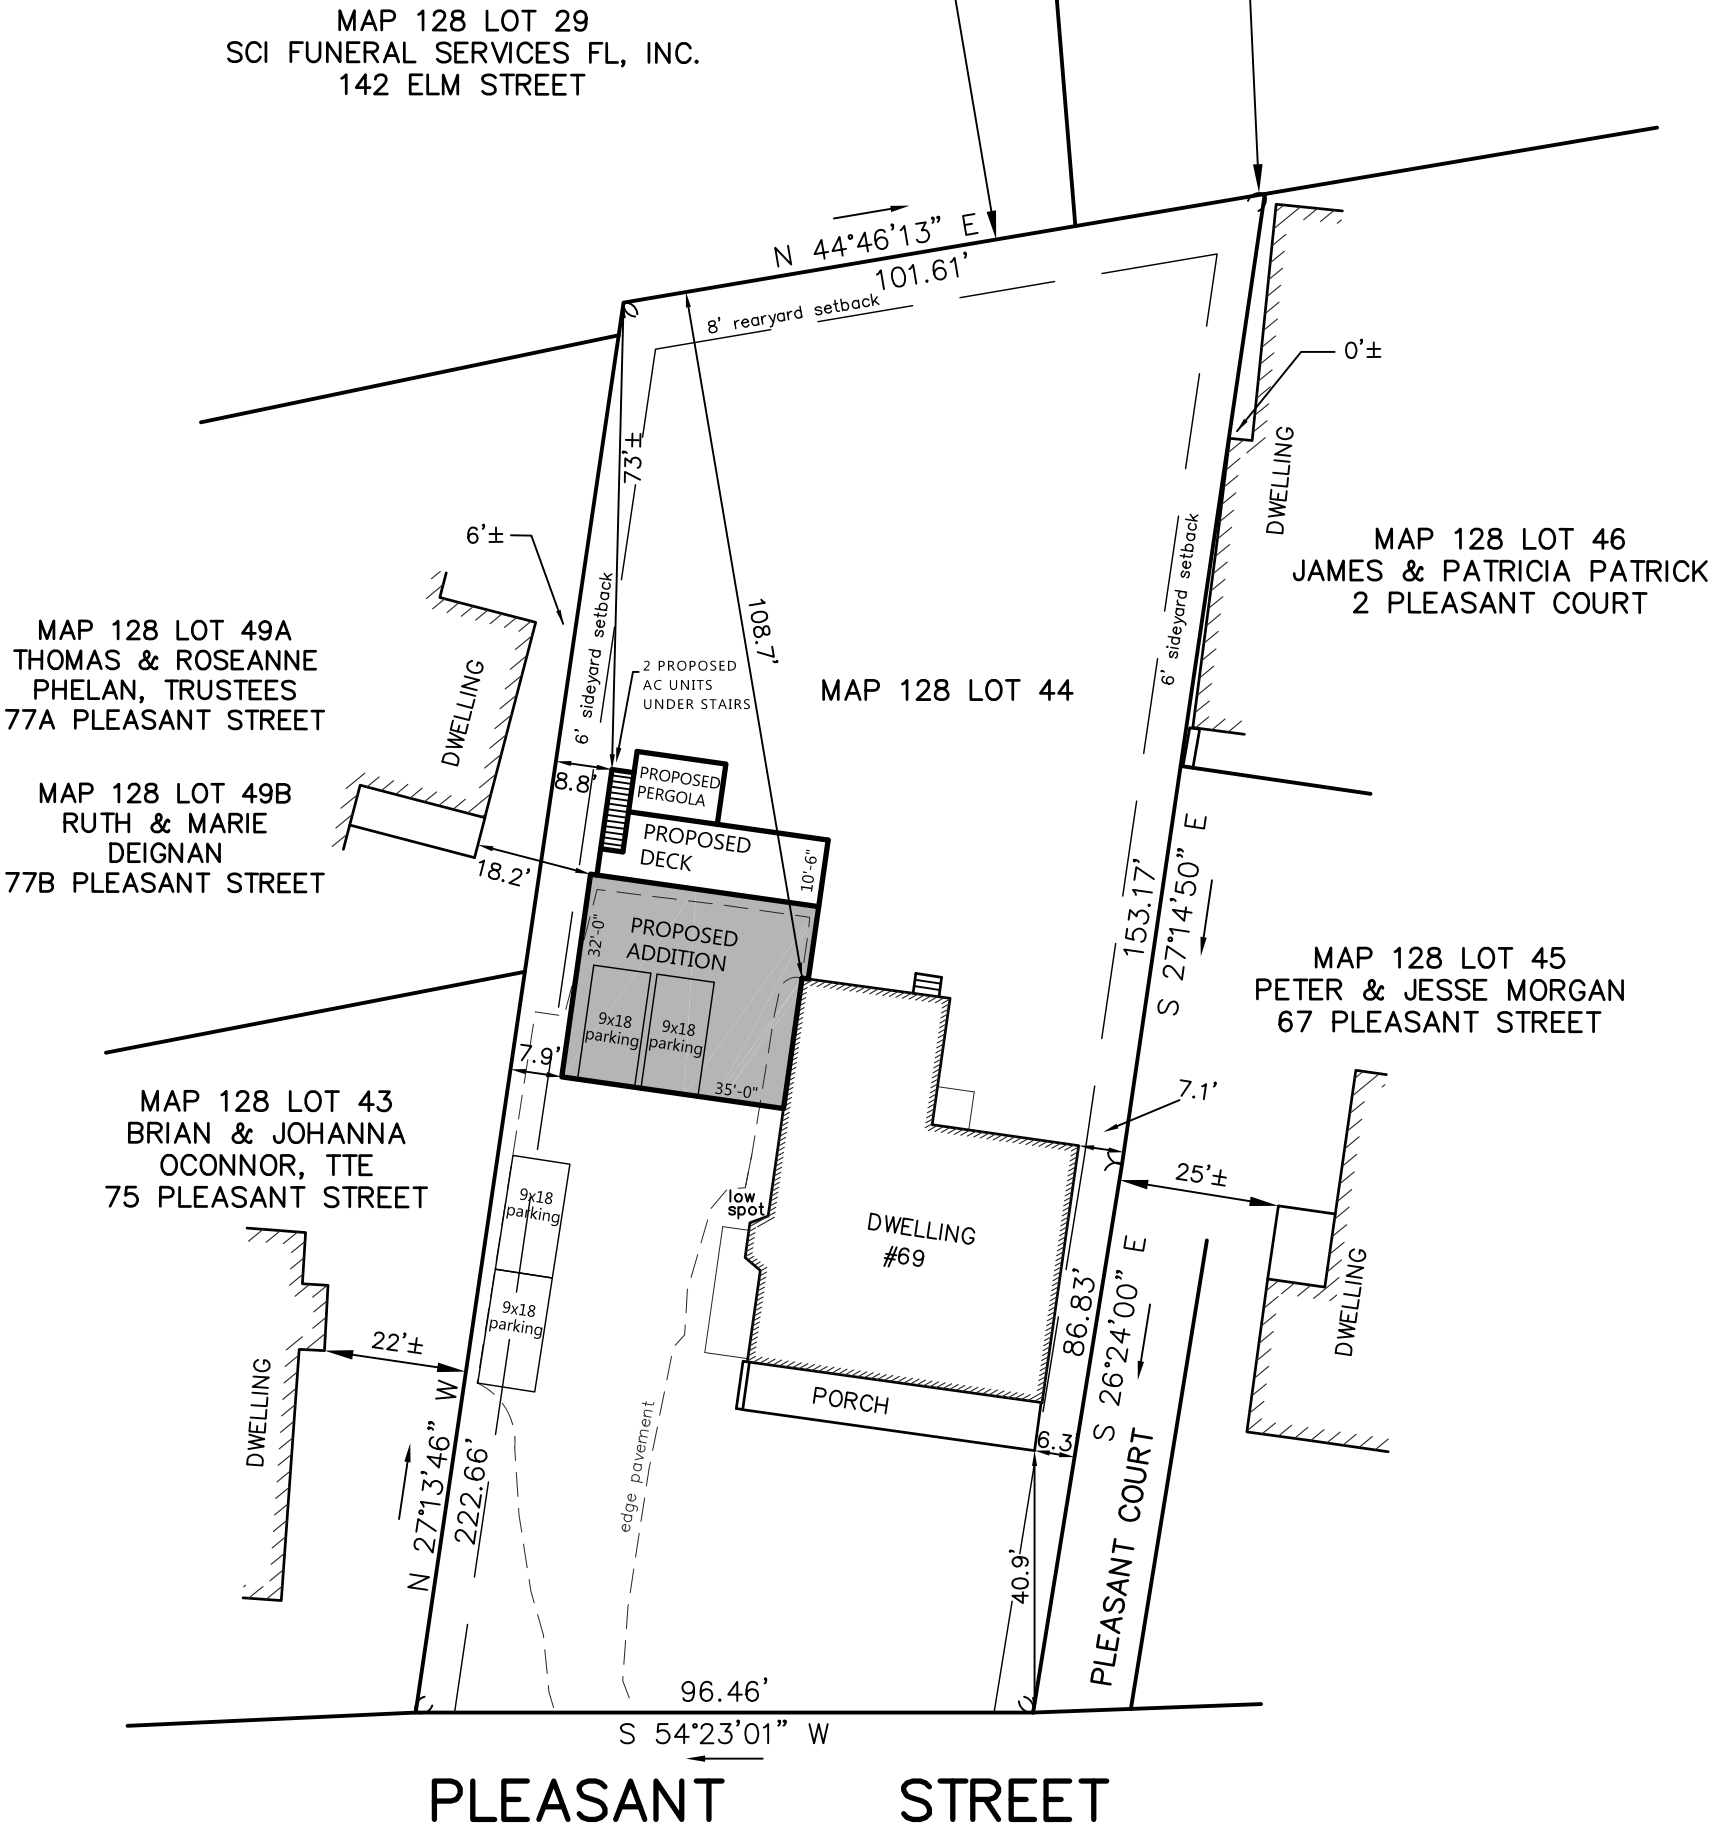 MAP 128 LOT 29
SCI FUNERAL SERVICES FL, INC.
142 ELM STREET
N 44°46'13" E
101.61'
8' rearyard setback
0'±
73'±
DWELLING
6'±
6' sideyard setback
6' sideyard setback
108.7'
MAP 128 LOT 46
JAMES & PATRICIA PATRICK
2 PLEASANT COURT
MAP 128 LOT 49A
THOMAS & ROSEANNE
PHELAN, TRUSTEES
77A PLEASANT STREET
DWELLING
2 PROPOSED
AC UNITS
UNDER STAIRS
MAP 128 LOT 44
MAP 128 LOT 49B
RUTH & MARIE
DEIGNAN
77B PLEASANT STREET
8.8'
PROPOSED
PERGOLA
PROPOSED
DECK
10'-6"
18.2'
153.17'
S 27°14'50" E
PROPOSED
ADDITION
32'-0"
9x18
parking
9x18
parking
35'-0"
7.9'
MAP 128 LOT 45
PETER & JESSE MORGAN
67 PLEASANT STREET
MAP 128 LOT 43
BRIAN & JOHANNA
OCONNOR, TTE
75 PLEASANT STREET
7.1'
25'±
9x18
parking
low
spot
DWELLING
#69
9x18
parking
22'±
DWELLING
86.83'
S 26°24'00" E
DWELLING
PORCH
6.3
N 27°13'46" W
222.66'
edge pavement
PLEASANT COURT
40.9'
96.46'
S 54°23'01" W
PLEASANT STREET